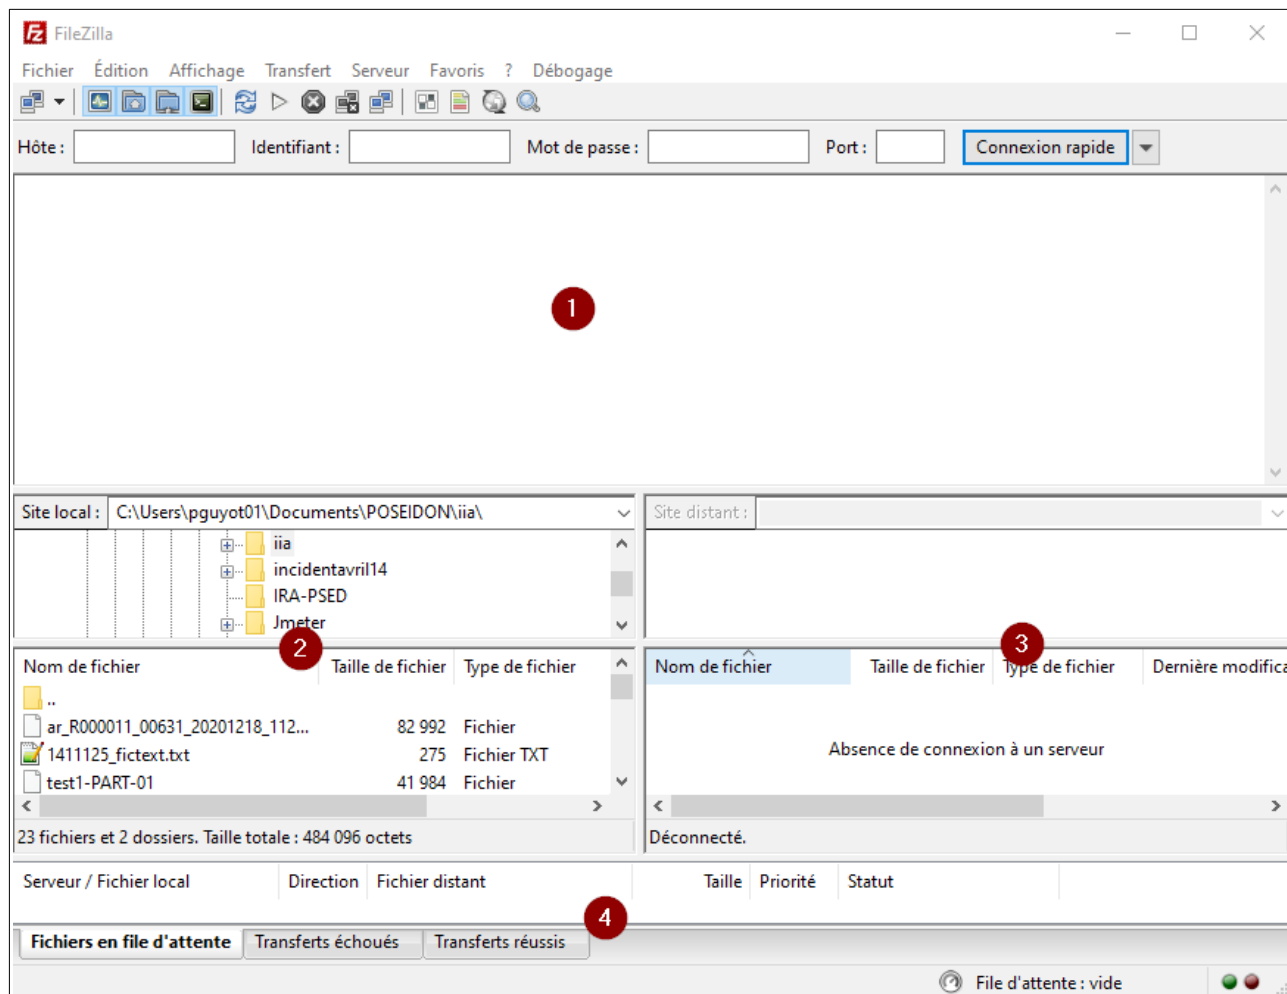 FileZilla
Fichier Édition Affichage Transfert Serveur Favoris ? Débogage
Hôte : Identifiant : Mot de passe : Port : Connexion rapide
1
Site local : C:\Users\pguyot01\Documents\POSEIDON\iia\ Site distant :
iia
incidentavril14
IRA-PSED
Jmeter
2 3
Nom de fichier Taille de fichier Type de fichier Nom de fichier Taille de fichier Type de fichier Dernière modifica
..
ar_R000011_00631_20201218_112... 82 992 Fichier
1411125_fictext.txt 275 Fichier TXT Absence de connexion à un serveur
test1-PART-01 41 984 Fichier
23 fichiers et 2 dossiers. Taille totale : 484 096 octets Déconnecté.
Serveur / Fichier local Direction Fichier distant Taille Priorité Statut
4
Fichiers en file d'attente Transferts échoués Transferts réussis
File d'attente : vide